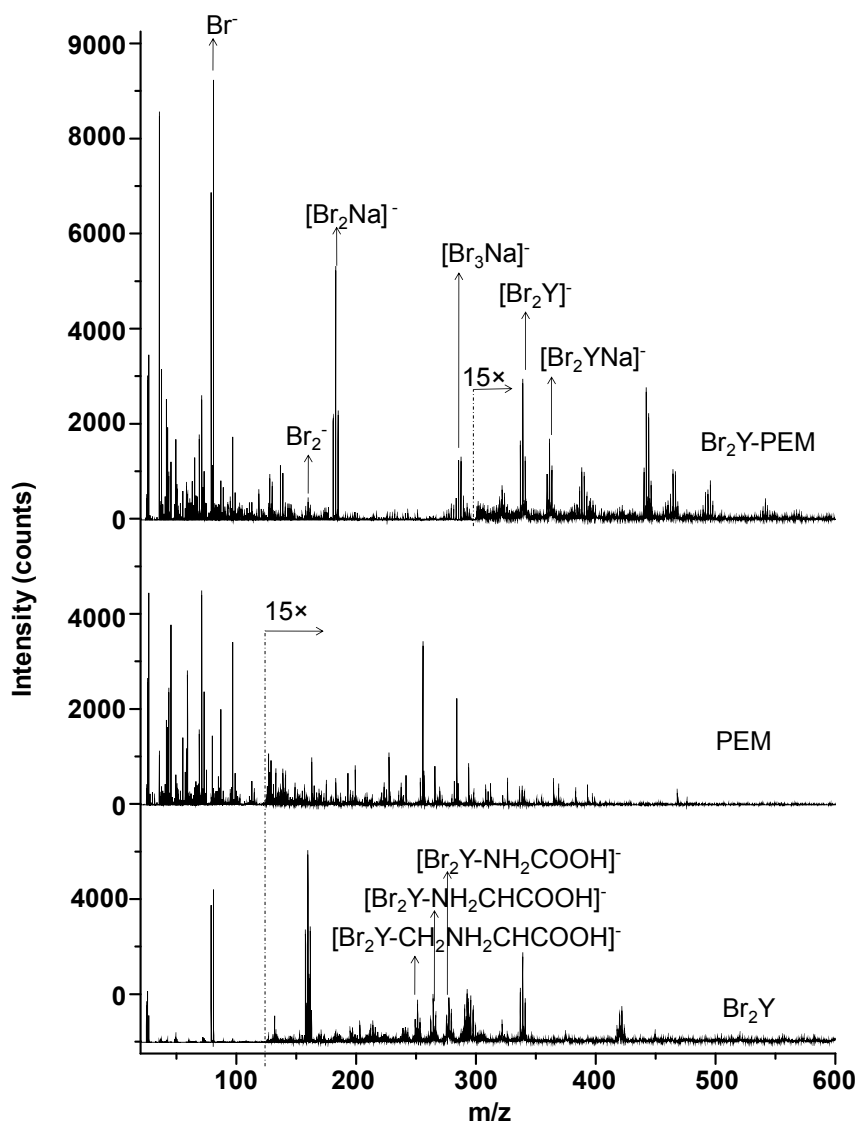 Br⁻
9000
8000
[Br₂Na]⁻
6000
[Br₃Na]⁻
[Br₂Y]⁻
4000
[Br₂YNa]⁻
15×
2000
Br₂⁻
Br₂Y-PEM
0
Intensity (counts)
15×
4000
2000
PEM
0
[Br₂Y-NH₂COOH]⁻
4000
[Br₂Y-NH₂CHCOOH]⁻
[Br₂Y-CH₂NH₂CHCOOH]⁻
0
Br₂Y
100 200 300 400 500 600
m/z